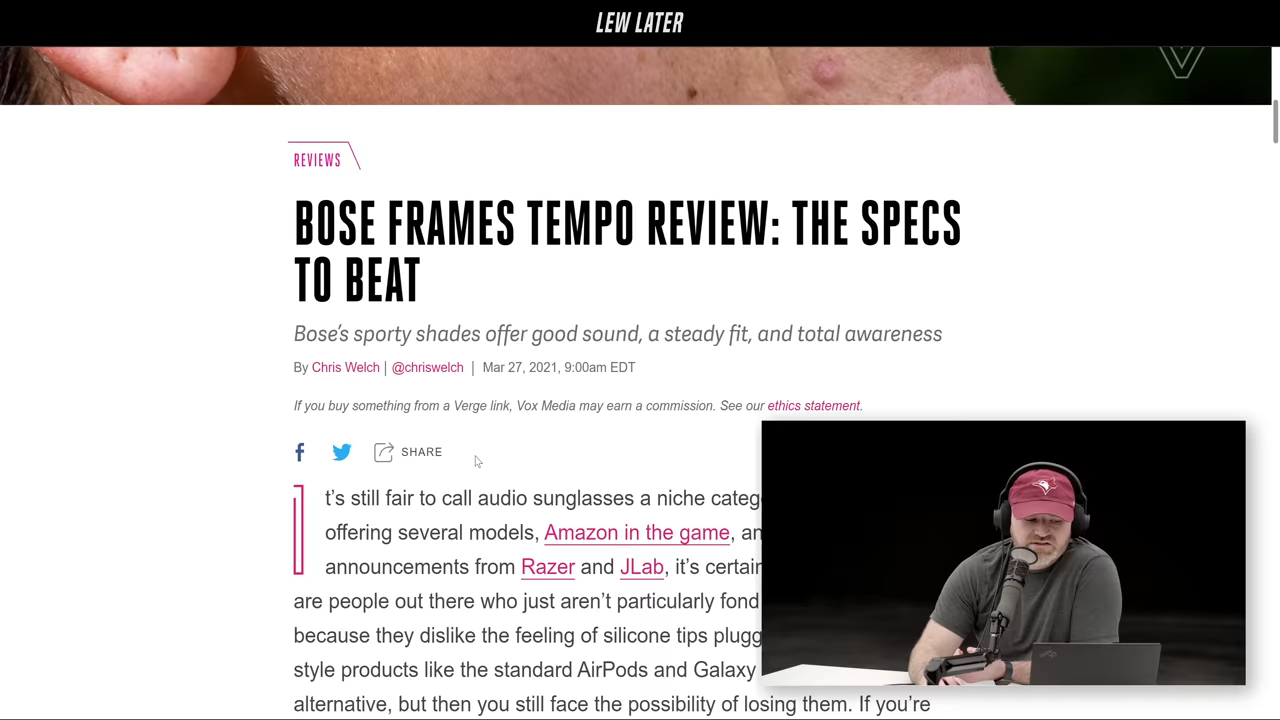 LEW LATER
REVIEWS
BOSE FRAMES TEMPO REVIEW: THE SPECS
TO BEAT
Bose's sporty shades offer good sound, a steady fit, and total awareness
By Chris Welch | @chriswelch | Mar 27, 2021, 9:00am EDT
If you buy something from a Verge link, Vox Media may earn a commission. See our ethics statement.
SHARE
It's still fair to call audio sunglasses a niche
offering several models, Amazon in the game,
announcements from Razer and JLab, it's
are people out there who just aren't particularly fond
because they dislike the feeling of silicone tips
style products like the standard AirPods and Galaxy
alternative, but then you still face the possibility of losing them. If you're